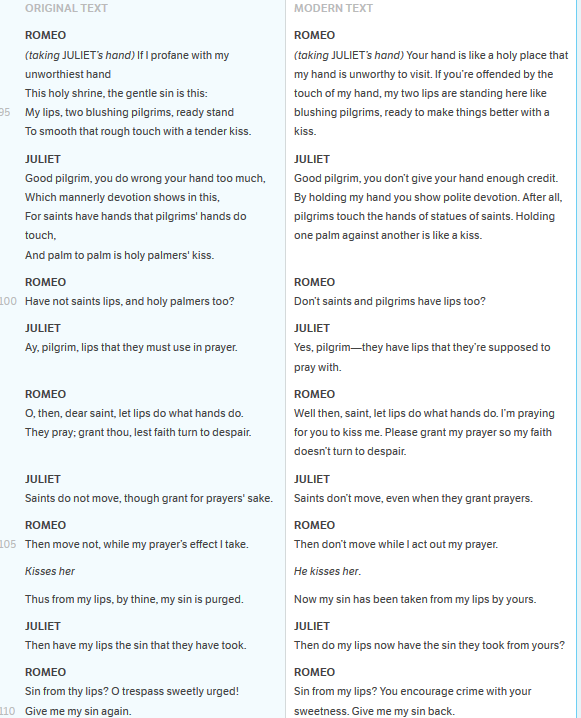 ORIGINAL TEXT
ROMEO
(taking JULIET's hand) If I profane with my
unworthiest hand
This holy shrine, the gentle sin is this:
95 My lips, two blushing pilgrims, ready stand
To smooth that rough touch with a tender kiss.
JULIET
Good pilgrim, you do wrong your hand too much,
Which mannerly devotion shows in this,
For saints have hands that pilgrims' hands do
touch,
And palm to palm is holy palmers' kiss.
ROMEO
100 Have not saints lips, and holy palmers too?
JULIET
Ay, pilgrim, lips that they must use in prayer.
ROMEO
O, then, dear saint, let lips do what hands do.
They pray; grant thou, lest faith turn to despair.
JULIET
Saints do not move, though grant for prayers' sake.
ROMEO
105 Then move not, while my prayer's effect I take.
Kisses her
Thus from my lips, by thine, my sin is purged.
JULIET
Then have my lips the sin that they have took.
ROMEO
Sin from thy lips? O trespass sweetly urged!
110 Give me my sin again.
MODERN TEXT
ROMEO
(taking JULIET's hand) Your hand is like a holy place that
my hand is unworthy to visit. If you're offended by the
touch of my hand, my two lips are standing here like
blushing pilgrims, ready to make things better with a
kiss.
JULIET
Good pilgrim, you don't give your hand enough credit.
By holding my hand you show polite devotion. After all,
pilgrims touch the hands of statues of saints. Holding
one palm against another is like a kiss.
ROMEO
Don't saints and pilgrims have lips too?
JULIET
Yes, pilgrim—they have lips that they're supposed to
pray with.
ROMEO
Well then, saint, let lips do what hands do. I'm praying
for you to kiss me. Please grant my prayer so my faith
doesn't turn to despair.
JULIET
Saints don't move, even when they grant prayers.
ROMEO
Then don't move while I act out my prayer.
He kisses her.
Now my sin has been taken from my lips by yours.
JULIET
Then do my lips now have the sin they took from yours?
ROMEO
Sin from my lips? You encourage crime with your
sweetness. Give me my sin back.